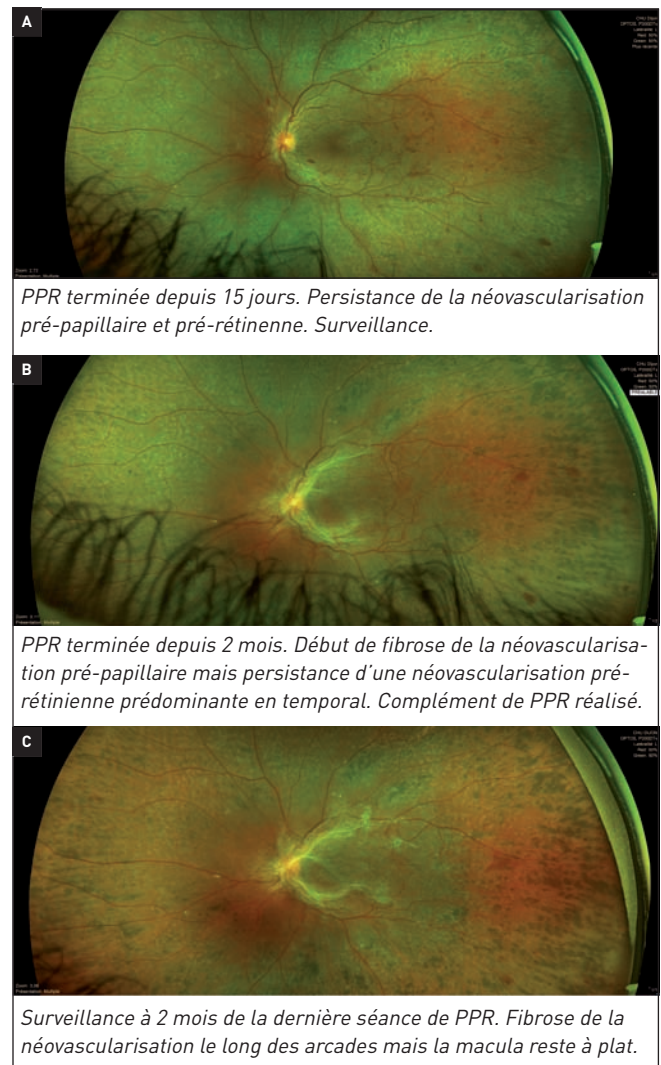 A
PPR terminée depuis 15 jours. Persistance de la néovascularisation
pré-papillaire et pré-rétinenne. Surveillance.
B
PPR terminée depuis 2 mois. Début de fibrose de la néovascularisa-
tion pré-papillaire mais persistance d’une néovascularisation pré-
rétinienne prédominante en temporal. Complément de PPR réalisé.
C
Surveillance à 2 mois de la dernière séance de PPR. Fibrose de la
néovascularisation le long des arcades mais la macula reste à plat.